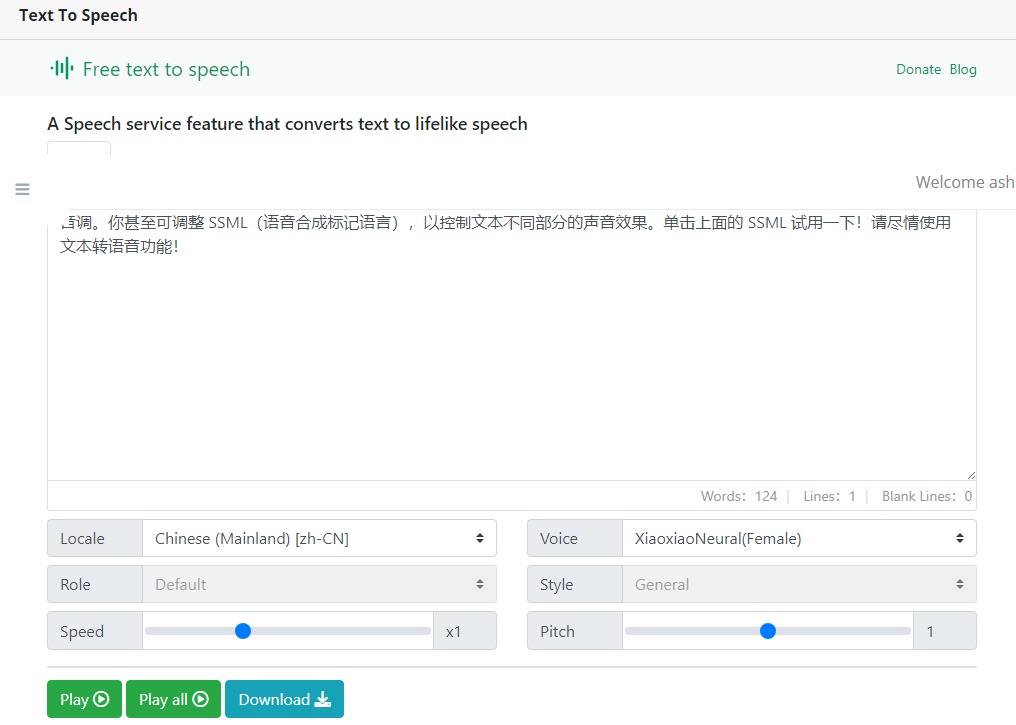 Text To Speech
Free text to speech
Donate Blog
A Speech service feature that converts text to lifelike speech
Welcome ash
音调。你甚至可调整 SSML（语音合成标记语言），以控制文本不同部分的声音效果。单击上面的 SSML 试用一下！请尽情使用
文本转语音功能！
Words: 124 | Lines: 1 | Blank Lines: 0
Locale Chinese (Mainland) [zh-CN] Voice XiaoxiaoNeural(Female)
Role Default Style General
Speed x1 Pitch 1
Play Play all Download